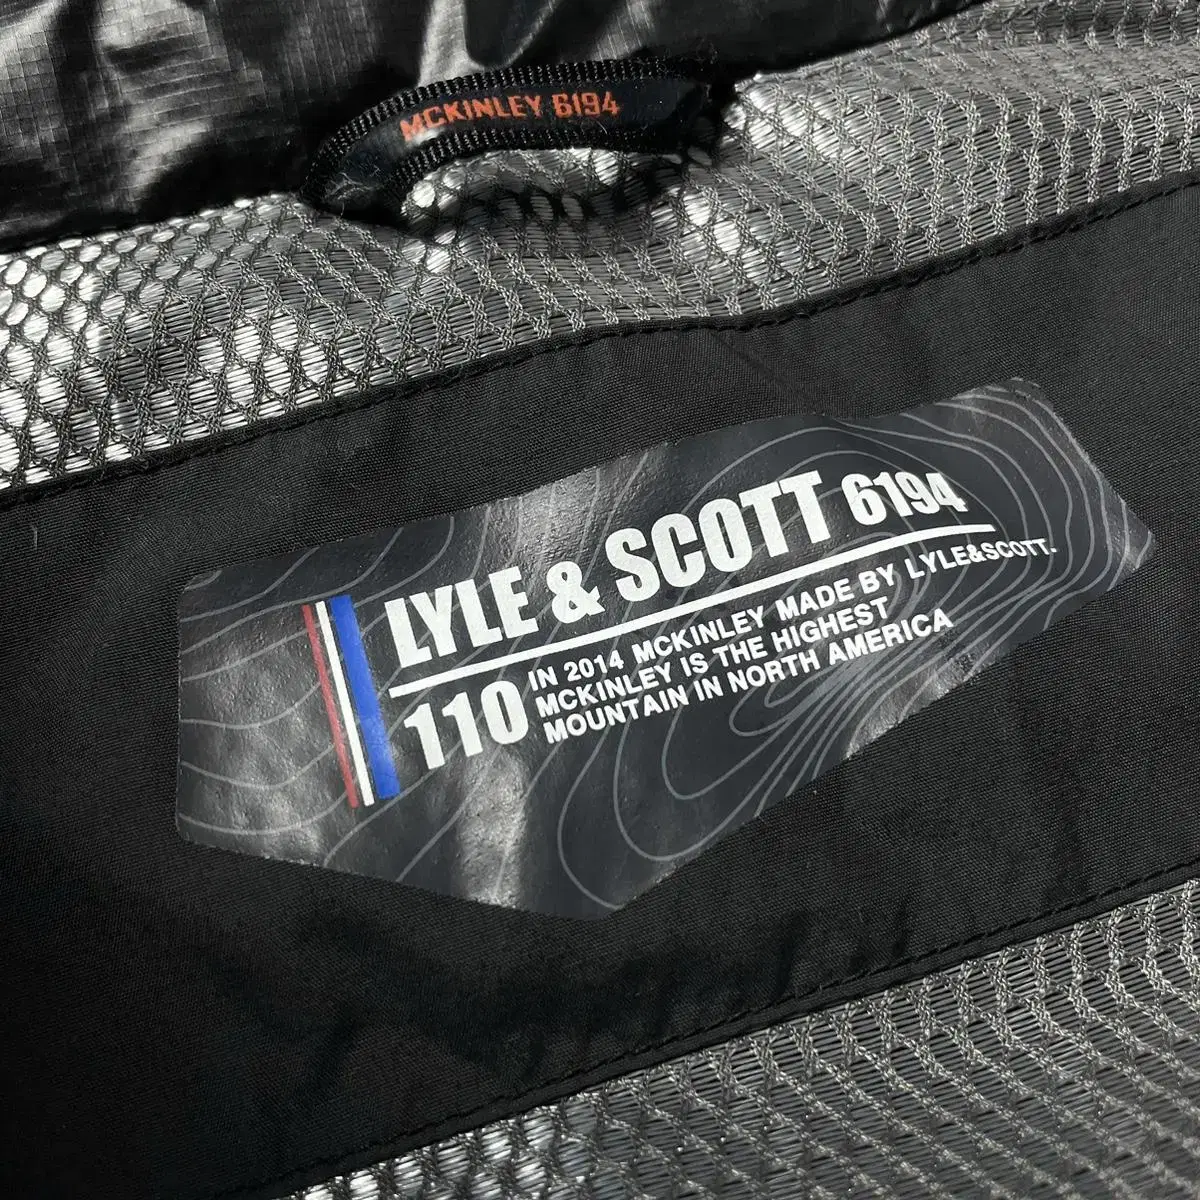 MCKINLEY 6194
LYLE & SCOTT 6194
110
IN 2014 MCKINLEY MADE BY LYLE&SCOTT.
MCKINLEY IS THE HIGHEST
MOUNTAIN IN NORTH AMERICA